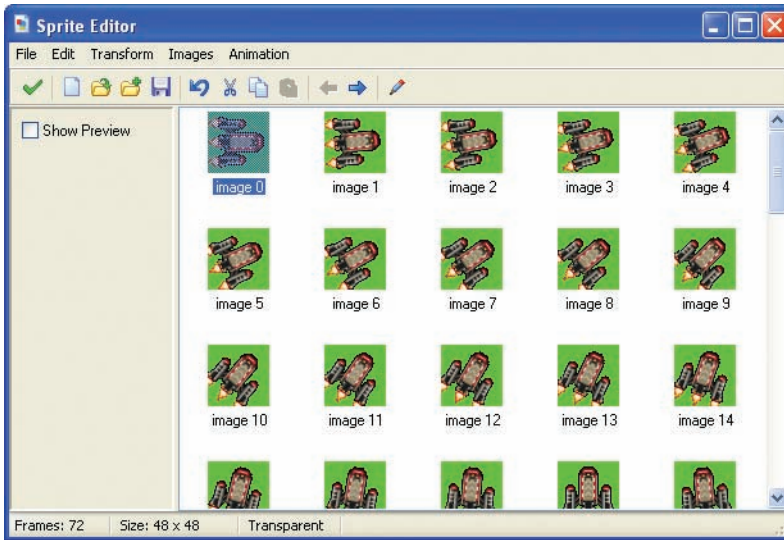 Sprite Editor
File Edit Transform Images Animation
Show Preview
image 0 image 1 image 2 image 3 image 4
image 5 image 6 image 7 image 8 image 9
image 10 image 11 image 12 image 13 image 14
Frames: 72 Size: 48 x 48 Transparent